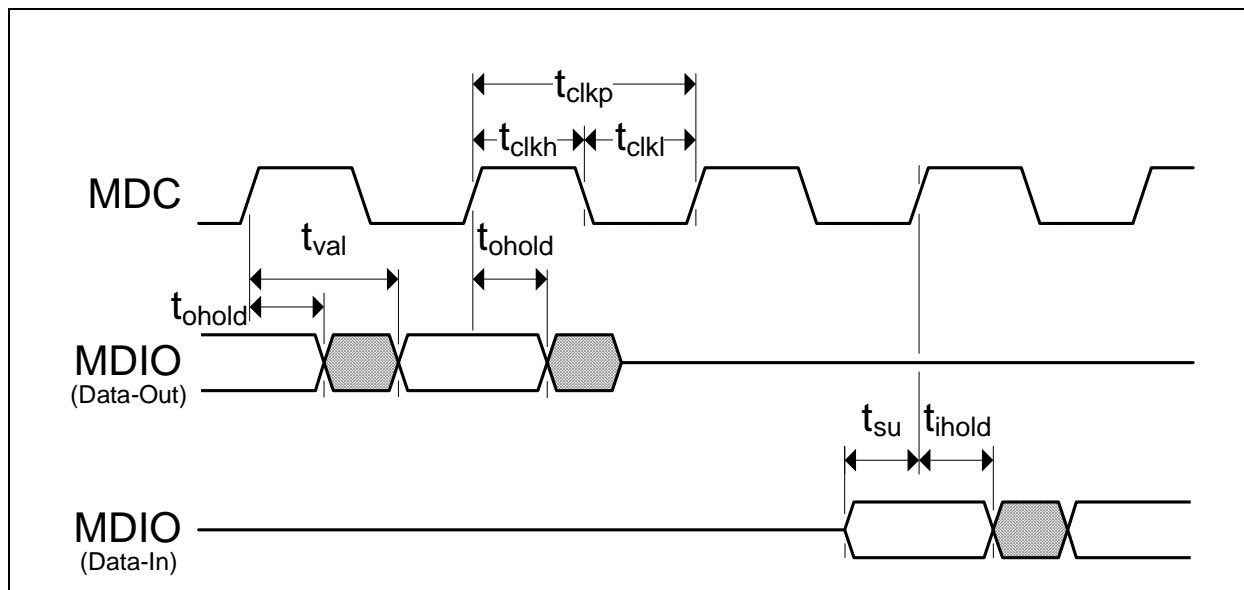 tclkp
tclkh tclkl
MDC
tval tohold
tohold
MDIO
(Data-Out)
tsu tihold
MDIO
(Data-In)